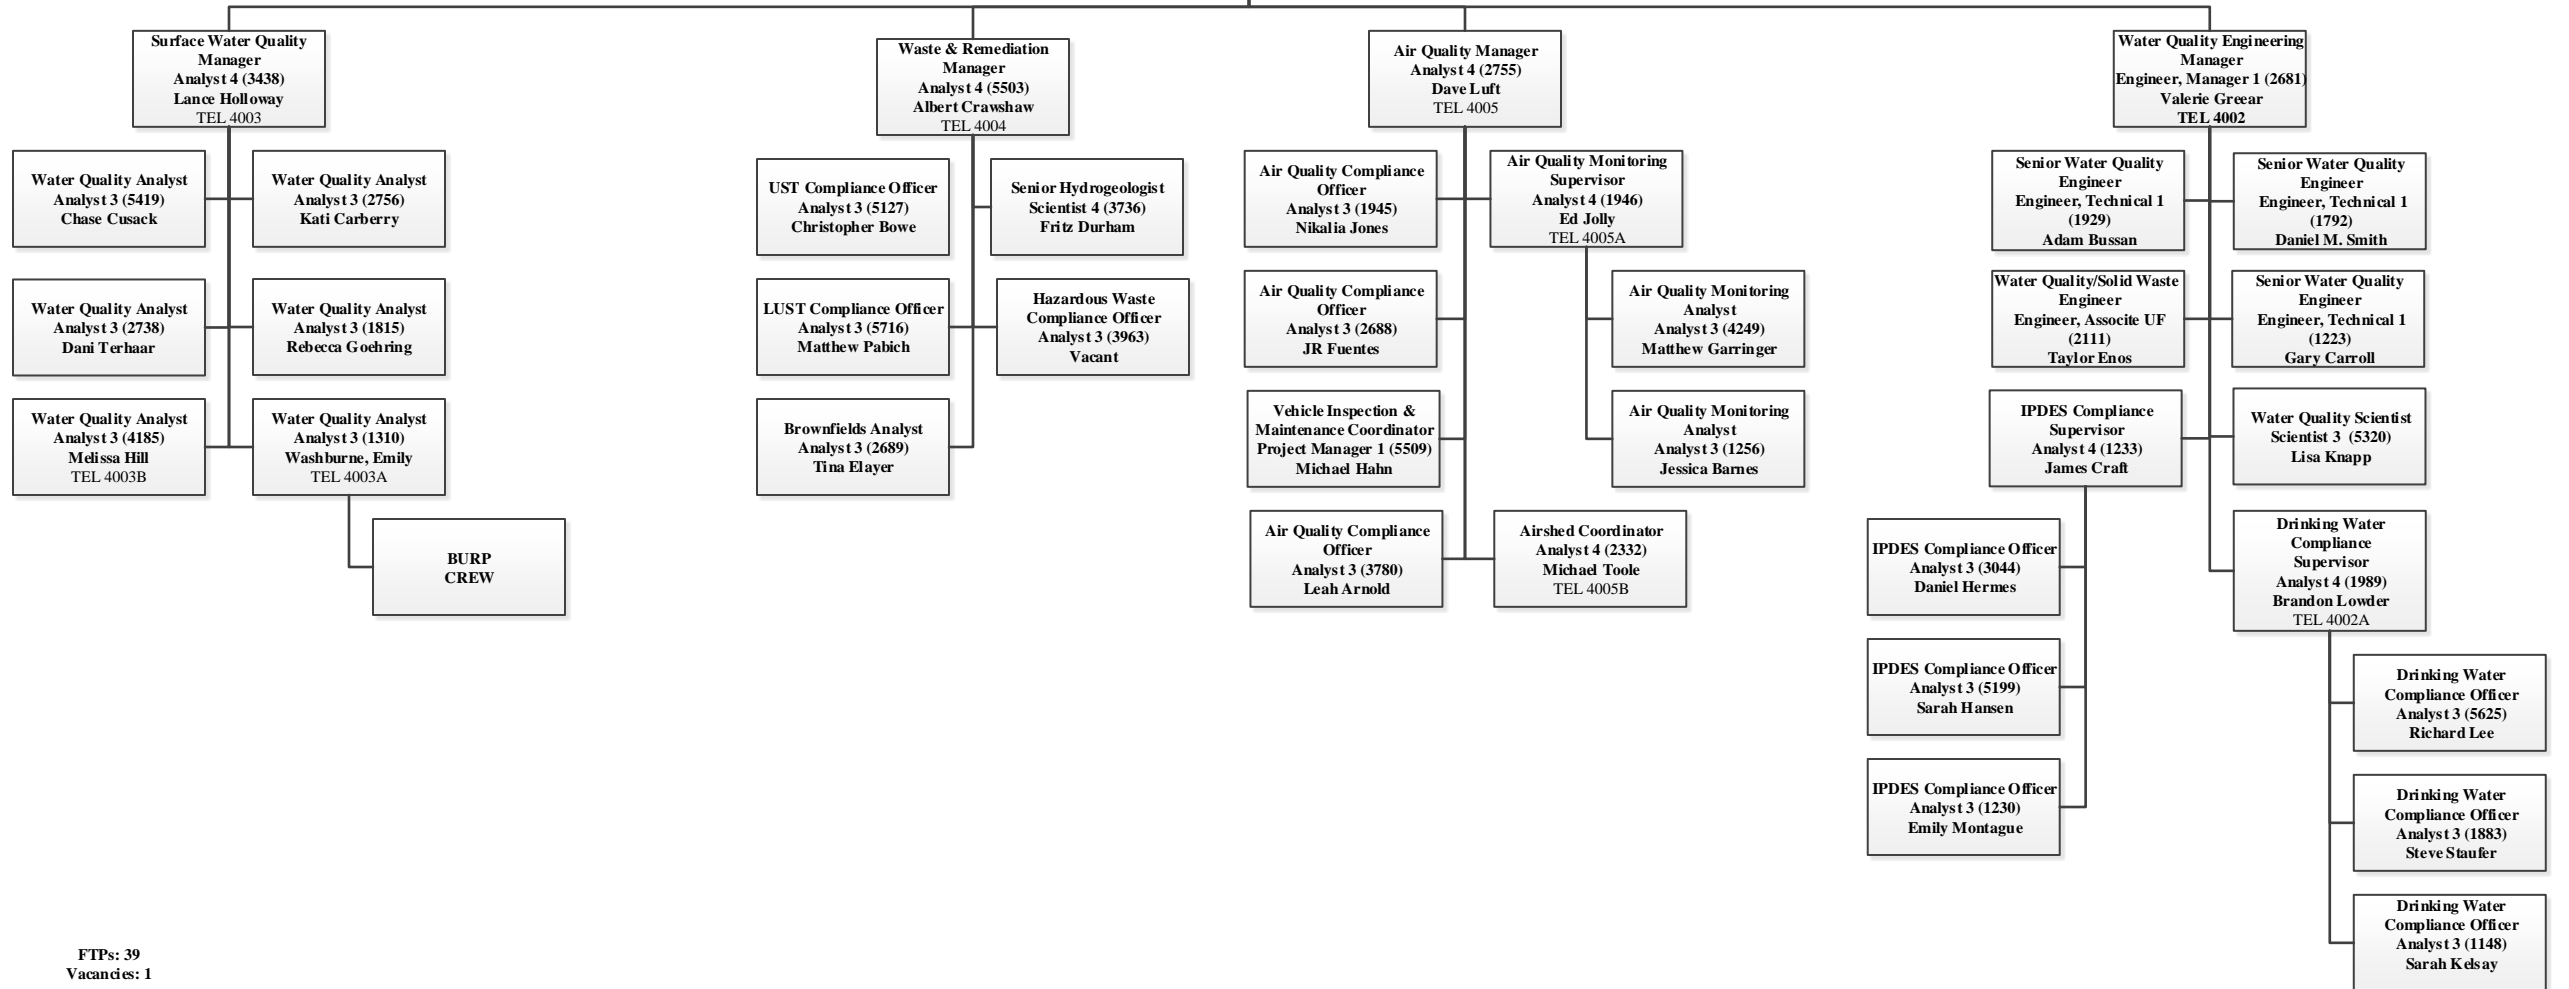 Surface Water Quality
Manager
Analyst 4 (3438)
Lance Holloway
TEL 4003
Water Quality Analyst
Analyst 3 (5419)
Chase Cusack
Water Quality Analyst
Analyst 3 (2756)
Kati Carberry
Water Quality Analyst
Analyst 3 (2738)
Dani Terhaar
Water Quality Analyst
Analyst 3 (1815)
Rebecca Goehring
Water Quality Analyst
Analyst 3 (4185)
Melissa Hill
TEL 4003B
Water Quality Analyst
Analyst 3 (1310)
Washburne, Emily
TEL 4003A
BURP
CREW
Waste & Remediation
Manager
Analyst 4 (5503)
Albert Crawshaw
TEL 4004
UST Compliance Officer
Analyst 3 (5127)
Christopher Bowe
Senior Hydrogeologist
Scientist 4 (3736)
Fritz Durham
LUST Compliance Officer
Analyst 3 (5716)
Matthew Pabich
Hazardous Waste
Compliance Officer
Analyst 3 (3963)
Vacant
Brownfields Analyst
Analyst 3 (2689)
Tina Elayer
Air Quality Manager
Analyst 4 (2755)
Dave Luft
TEL 4005
Air Quality Compliance
Officer
Analyst 3 (1945)
Nikalia Jones
Air Quality Monitoring
Supervisor
Analyst 4 (1946)
Ed Jolly
TEL 4005A
Air Quality Compliance
Officer
Analyst 3 (2688)
JR Fuentes
Air Quality Monitoring
Analyst
Analyst 3 (4249)
Matthew Garringer
Vehicle Inspection &
Maintenance Coordinator
Project Manager 1 (5509)
Michael Hahn
Air Quality Monitoring
Analyst
Analyst 3 (1256)
Jessica Barnes
Air Quality Compliance
Officer
Analyst 3 (3780)
Leah Arnold
Airshed Coordinator
Analyst 4 (2332)
Michael Toole
TEL 4005B
Water Quality Engineering
Manager
Engineer, Manager 1 (2681)
Valerie Greear
TEL 4002
Senior Water Quality
Engineer
Engineer, Technical 1
(1929)
Adam Bussan
Senior Water Quality
Engineer
Engineer, Technical 1
(1792)
Daniel M. Smith
Water Quality/Solid Waste
Engineer
Engineer, Associte UF
(2111)
Taylor Enos
Senior Water Quality
Engineer
Engineer, Technical 1
(1223)
Gary Carroll
IPDES Compliance
Supervisor
Analyst 4 (1233)
James Craft
Water Quality Scientist
Scientist 3 (5320)
Lisa Knapp
IPDES Compliance Officer
Analyst 3 (3044)
Daniel Hermes
IPDES Compliance Officer
Analyst 3 (5199)
Sarah Hansen
IPDES Compliance Officer
Analyst 3 (1230)
Emily Montague
Drinking Water
Compliance
Supervisor
Analyst 4 (1989)
Brandon Lowder
TEL 4002A
Drinking Water
Compliance Officer
Analyst 3 (5625)
Richard Lee
Drinking Water
Compliance Officer
Analyst 3 (1883)
Steve Staufer
Drinking Water
Compliance Officer
Analyst 3 (1148)
Sarah Kelsay
FTPs: 39
Vacancies: 1